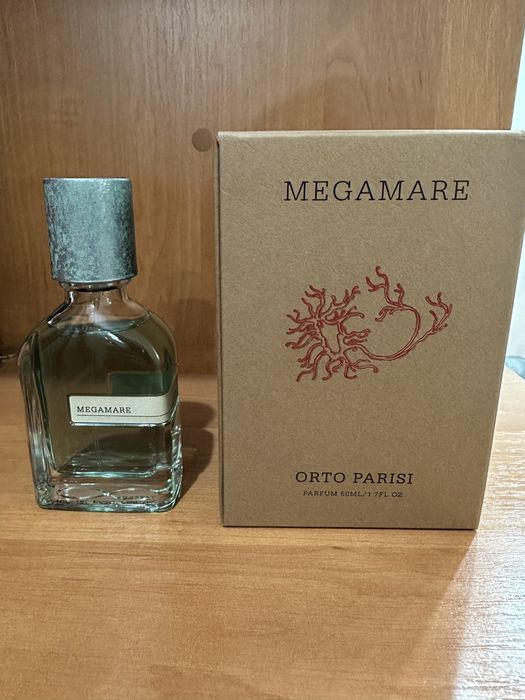 MEGAMARE
ORTO PARISI
PARFUM 50ML/1.7FL OZ
MEGAMARE